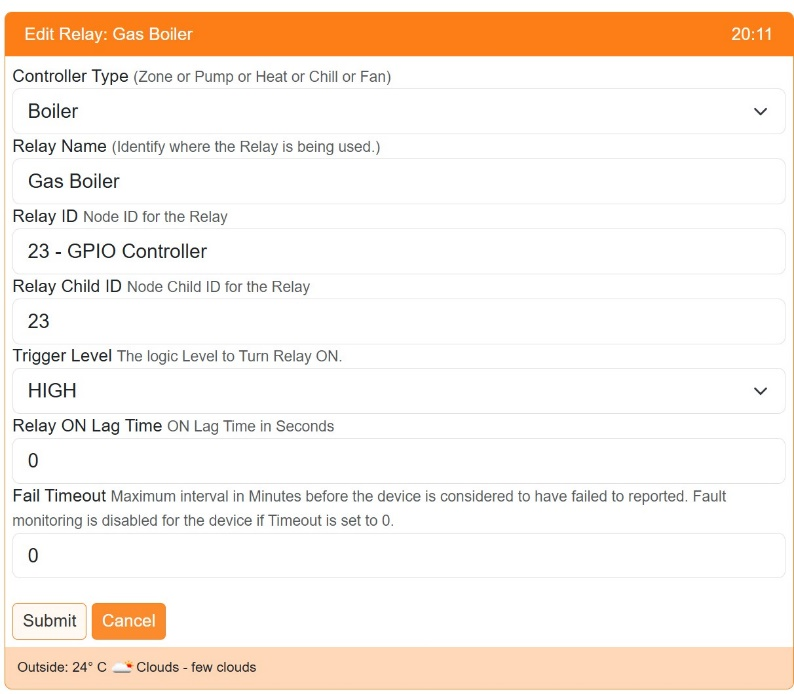 Edit Relay: Gas Boiler 20:11
Controller Type (Zone or Pump or Heat or Chill or Fan)
Boiler
Relay Name (Identify where the Relay is being used.)
Gas Boiler
Relay ID Node ID for the Relay
23 - GPIO Controller
Relay Child ID Node Child ID for the Relay
23
Trigger Level The logic Level to Turn Relay ON.
HIGH
Relay ON Lag Time ON Lag Time in Seconds
0
Fail Timeout Maximum interval in Minutes before the device is considered to have failed to reported. Fault
monitoring is disabled for the device if Timeout is set to 0.
0
Submit Cancel
Outside: 24° C Clouds - few clouds